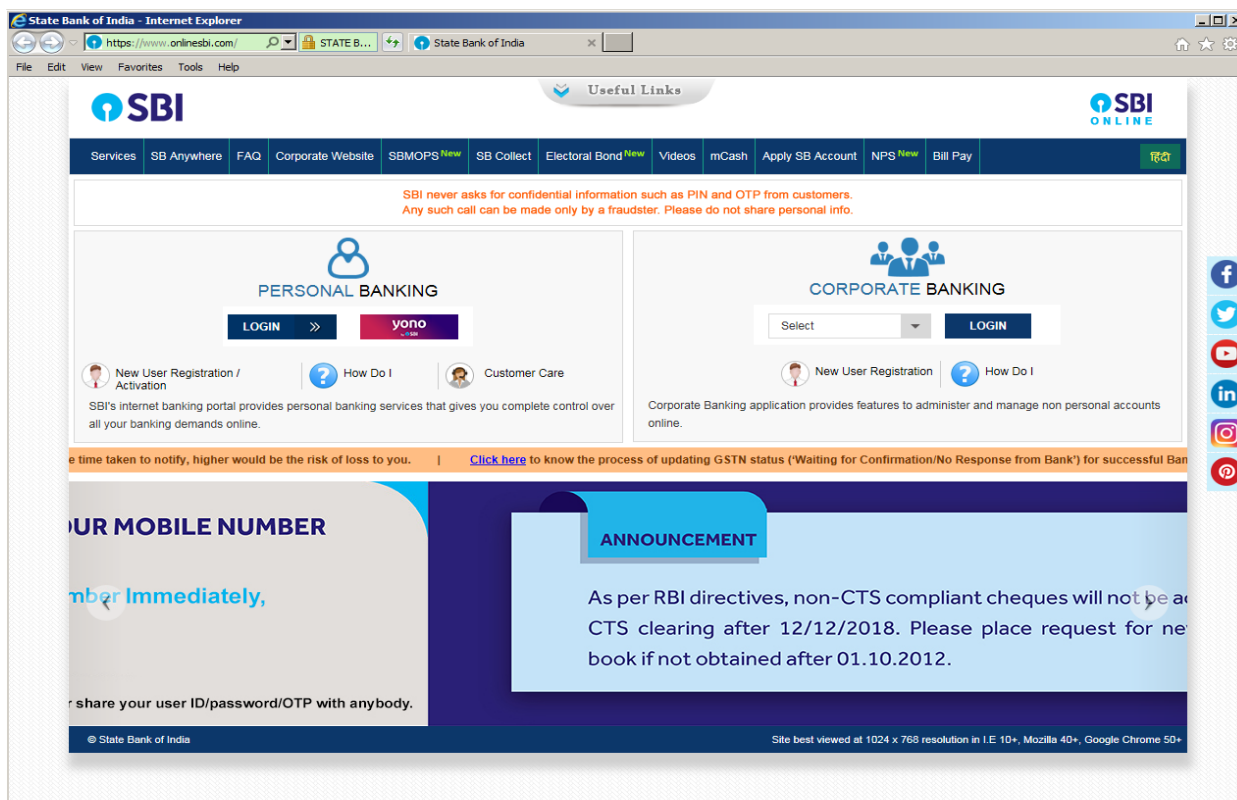 State Bank of India - Internet Explorer
https://www.onlinesbi.com/ STATE B... State Bank of India
File Edit View Favorites Tools Help
Useful Links
SBI
SBI
ONLINE
Services SB Anywhere FAQ Corporate Website SBMOPS New SB Collect Electoral Bond New Videos mCash Apply SB Account NPS New Bill Pay हिंदी
SBI never asks for confidential information such as PIN and OTP from customers.
Any such call can be made only by a fraudster. Please do not share personal info.
PERSONAL BANKING
LOGIN »
yono
by SBI
New User Registration /
Activation
How Do I
Customer Care
SBI's internet banking portal provides personal banking services that gives you complete control over
all your banking demands online.
CORPORATE BANKING
Select
LOGIN
New User Registration
How Do I
Corporate Banking application provides features to administer and manage non personal accounts
online.
e time taken to notify, higher would be the risk of loss to you. | Click here to know the process of updating GSTN status ('Waiting for Confirmation/No Response from Bank') for successful Ban
OUR MOBILE NUMBER
mber Immediately,
r share your user ID/password/OTP with anybody.
ANNOUNCEMENT
As per RBI directives, non-CTS compliant cheques will not be a
CTS clearing after 12/12/2018. Please place request for ne
book if not obtained after 01.10.2012.
© State Bank of India
Site best viewed at 1024 x 768 resolution in I.E 10+, Mozilla 40+, Google Chrome 50+